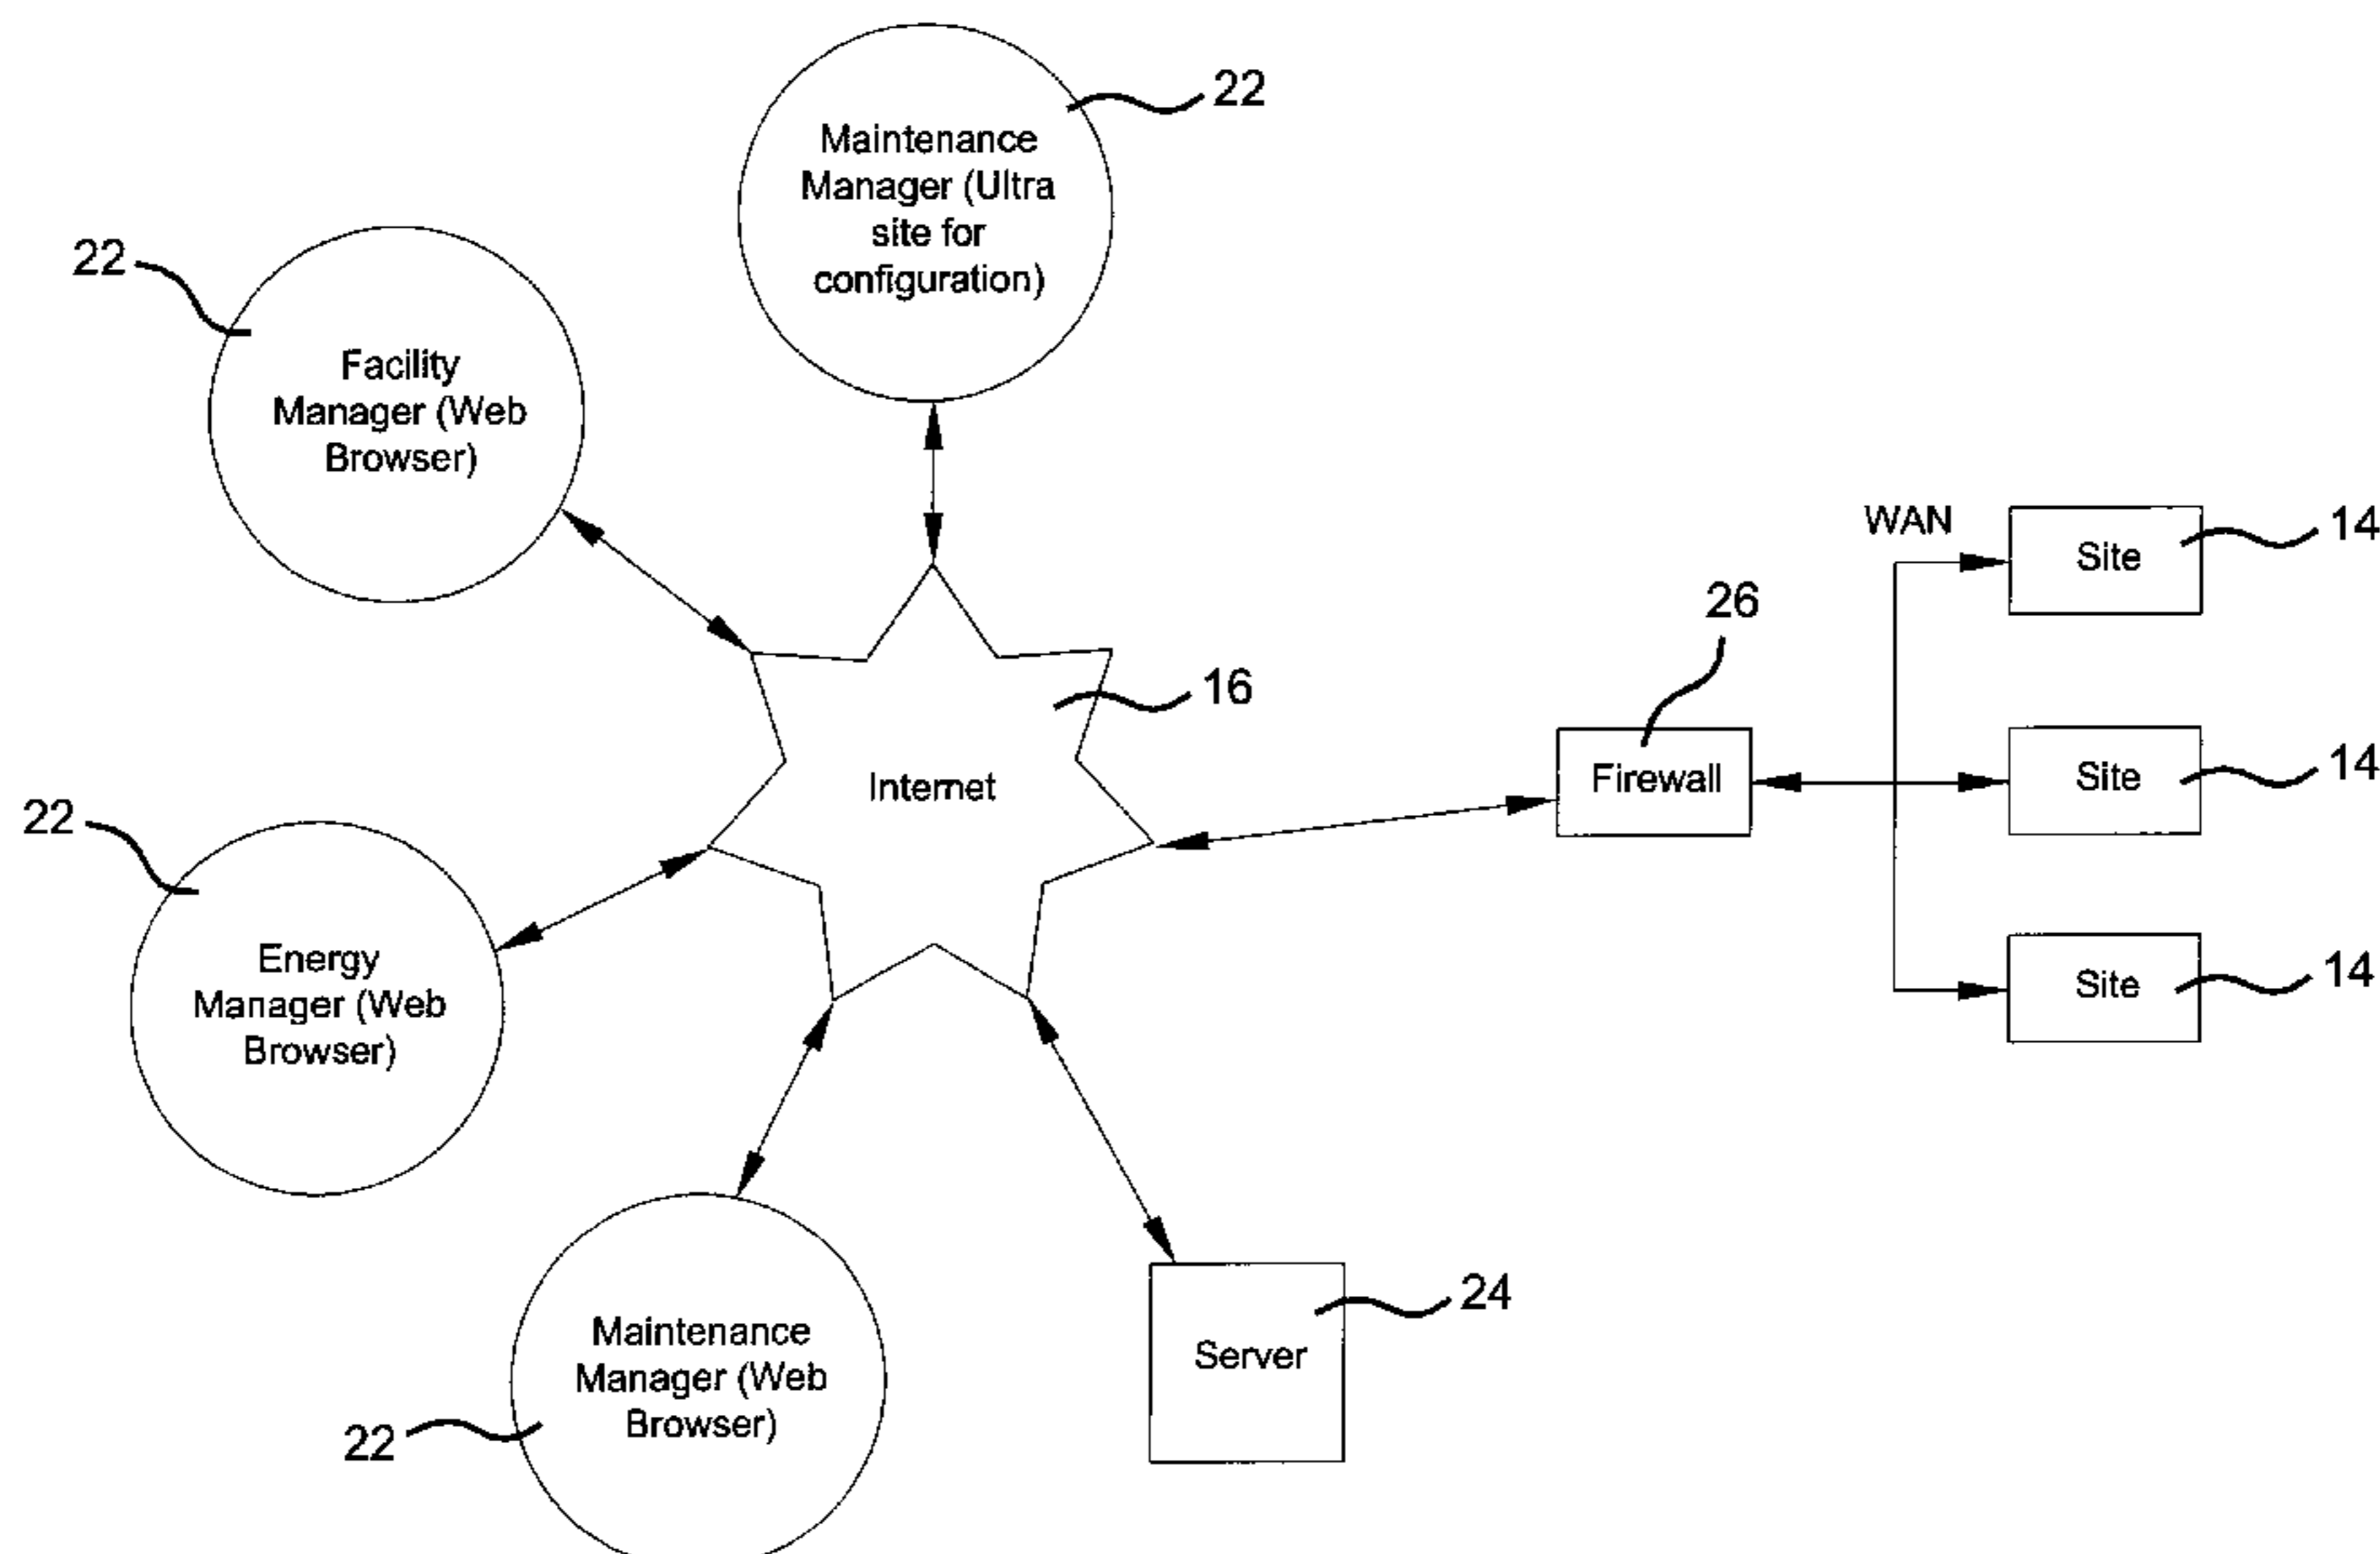 22
Maintenance
Manager (Ultra
site for
configuration)
22
Facility
Manager (Web
Browser)
WAN
Site
14
26
16
Internet
Firewall
Site
14
22
Energy
Manager (Web
Browser)
Site
14
24
Server
Maintenance
Manager (Web
Browser)
22